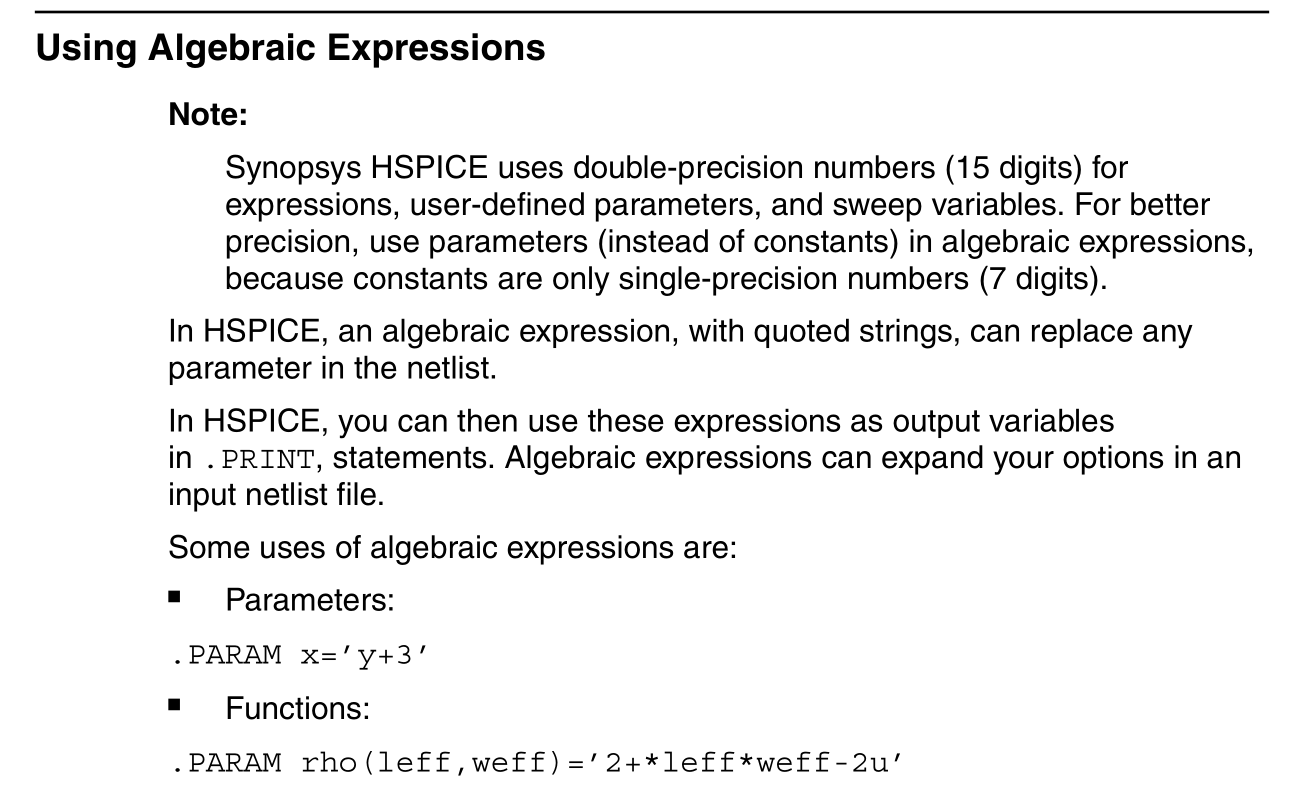 Using Algebraic Expressions
Note:
Synopsys HSPICE uses double-precision numbers (15 digits) for
expressions, user-defined parameters, and sweep variables. For better
precision, use parameters (instead of constants) in algebraic expressions,
because constants are only single-precision numbers (7 digits).
In HSPICE, an algebraic expression, with quoted strings, can replace any
parameter in the netlist.
In HSPICE, you can then use these expressions as output variables
in .PRINT, statements. Algebraic expressions can expand your options in an
input netlist file.
Some uses of algebraic expressions are:
■ Parameters:
.PARAM x=’y+3’
■ Functions:
.PARAM rho(leff,weff)=’2+*leff*weff-2u’